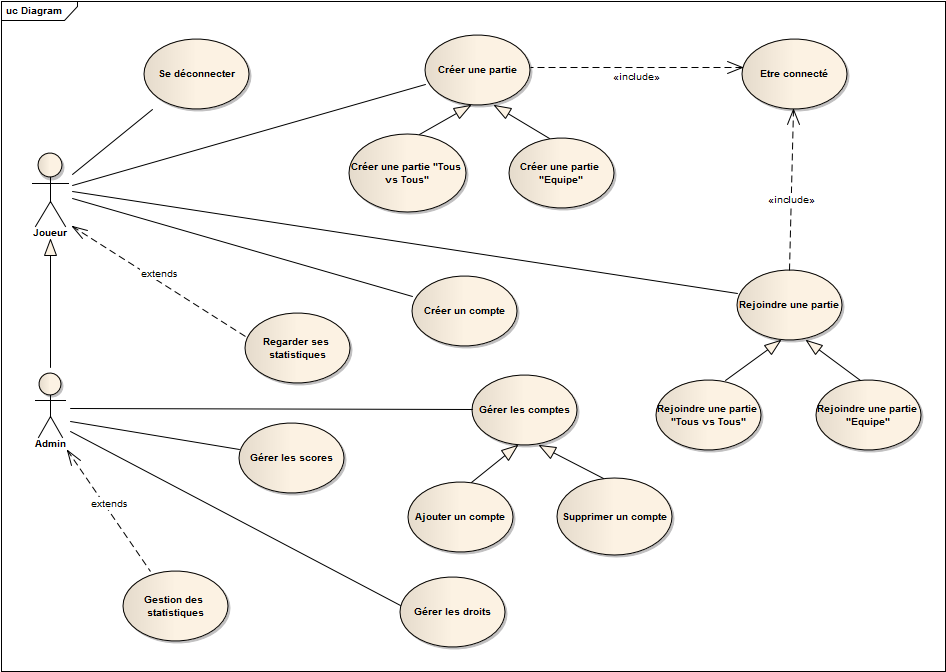 uc Diagram
Se déconnecter
Créer une partie
«include»
Etre connecté
Créer une partie "Tous
vs Tous"
Créer une partie
"Equipe"
«include»
Joueur
extends
Créer un compte
Rejoindre une partie
Regarder ses
statistiques
Gérer les comptes
Rejoindre une partie
"Tous vs Tous"
Rejoindre une partie
"Equipe"
Admin
Gérer les scores
extends
Ajouter un compte
Supprimer un compte
Gestion des
statistiques
Gérer les droits